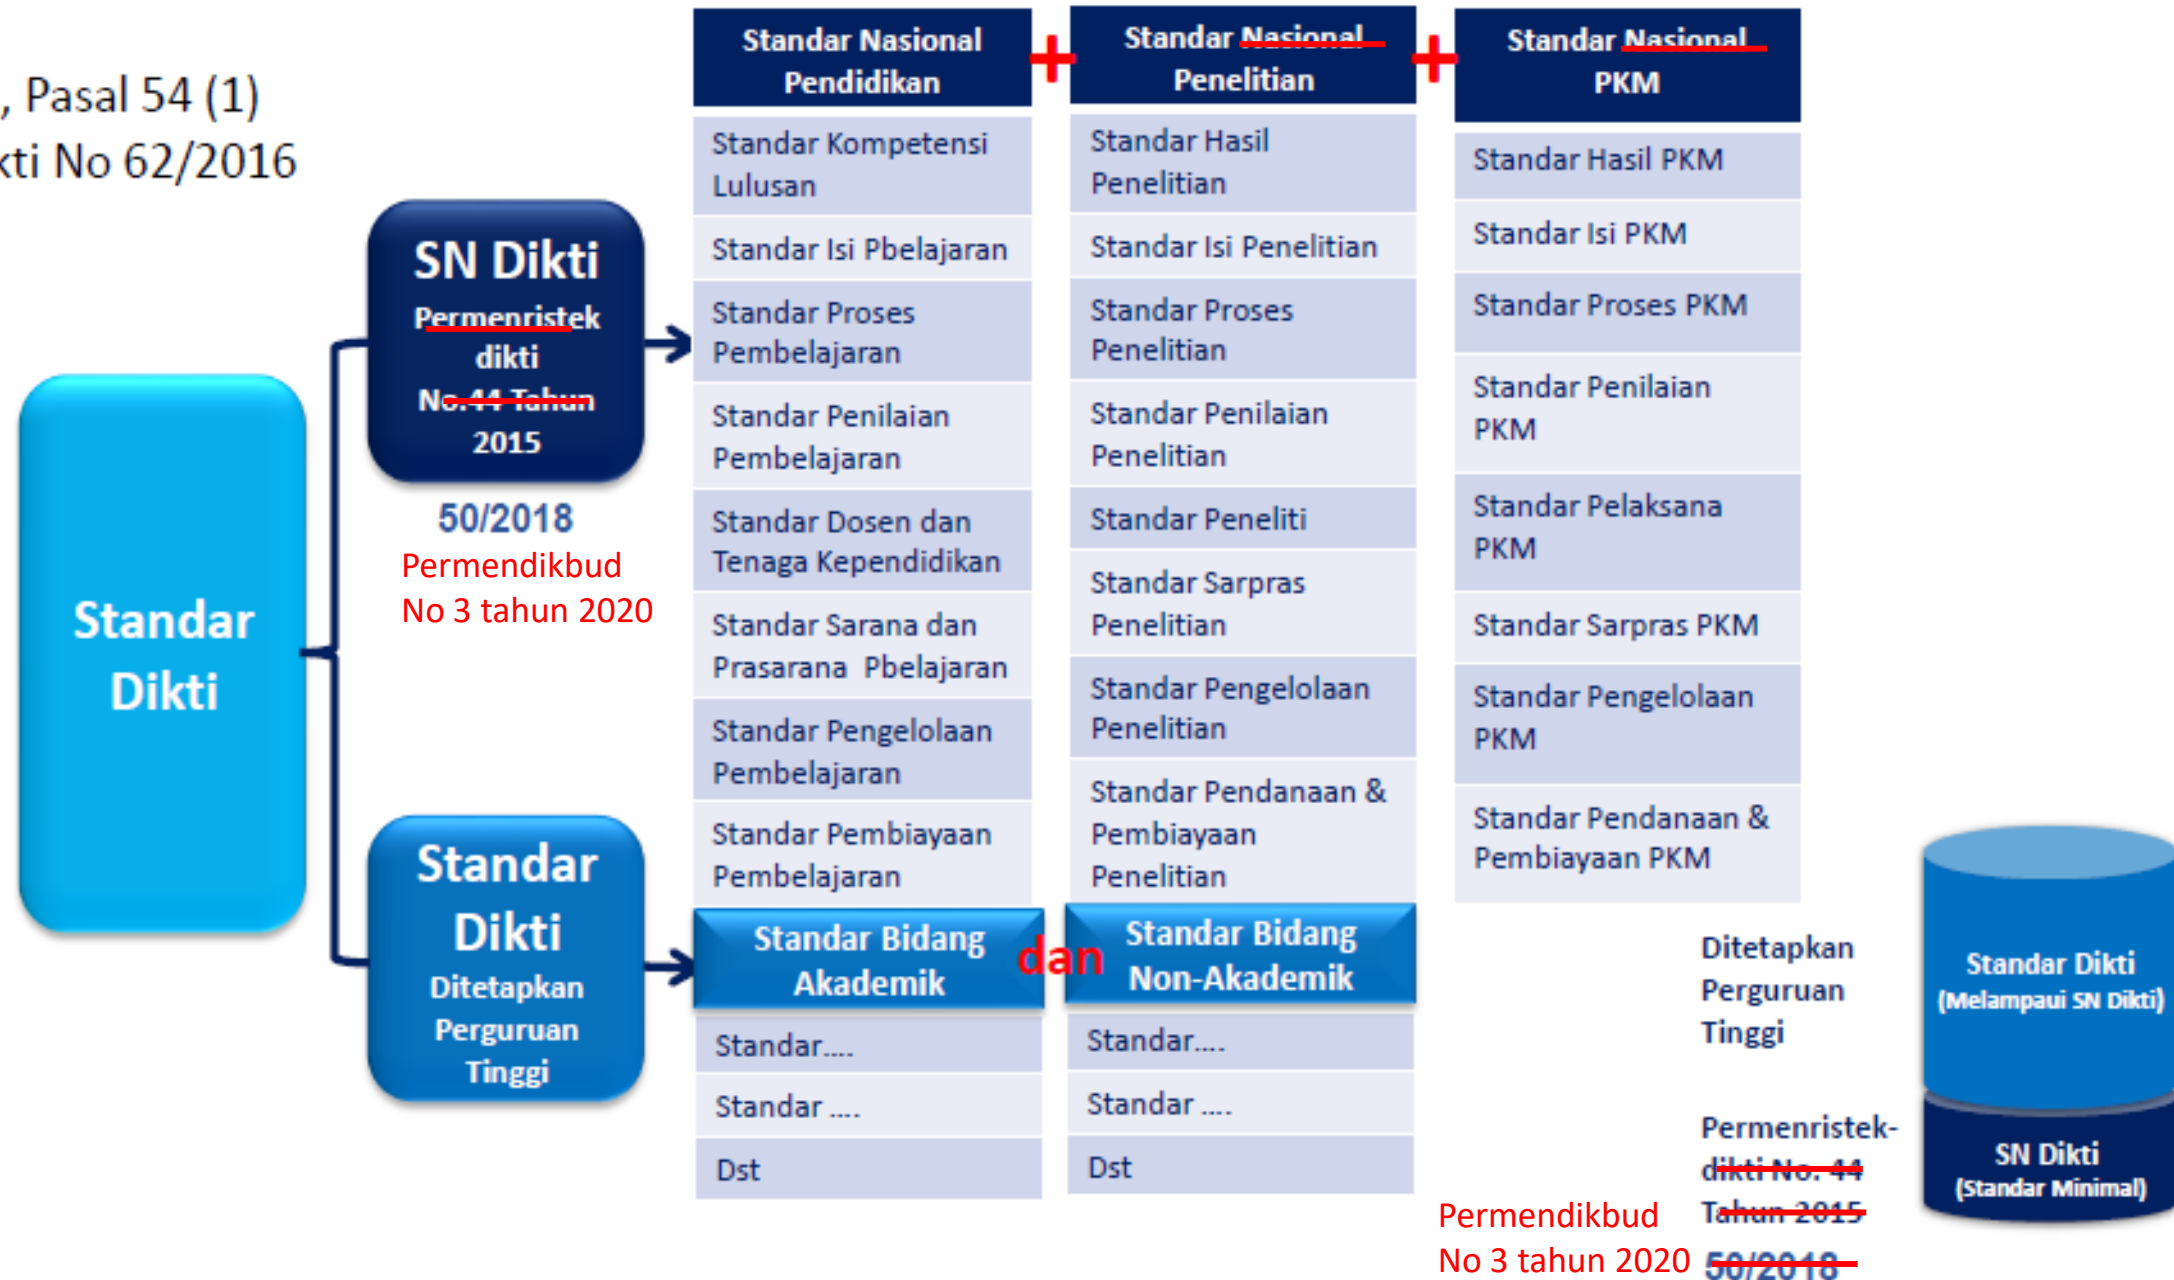 , Pasal 54 (1)
kti No 62/2016
Standar
Dikti
SN Dikti
Permenristek
dikti
No.44 Tahun
2015
50/2018
Permendikbud
No 3 tahun 2020
Standar
Dikti
Ditetapkan
Perguruan
Tinggi
Standar Nasional
Pendidikan
Standar Kompetensi
Lulusan
Standar Isi Pbelajaran
Standar Proses
Pembelajaran
Standar Penilaian
Pembelajaran
Standar Dosen dan
Tenaga Kependidikan
Standar Sarana dan
Prasarana Pbelajaran
Standar Pengelolaan
Pembelajaran
Standar Pembiayaan
Pembelajaran
+
Standar Nasional
Penelitian
Standar Hasil
Penelitian
Standar Isi Penelitian
Standar Proses
Penelitian
Standar Penilaian
Penelitian
Standar Peneliti
Standar Sarpras
Penelitian
Standar Pengelolaan
Penelitian
Standar Pendanaan &
Pembiayaan
Penelitian
+
Standar Nasional
PKM
Standar Hasil PKM
Standar Isi PKM
Standar Proses PKM
Standar Penilaian
PKM
Standar Pelaksana
PKM
Standar Sarpras PKM
Standar Pengelolaan
PKM
Standar Pendanaan &
Pembiayaan PKM
Standar Bidang
Akademik
Standar....
Standar ....
Dst
dan
Standar Bidang
Non-Akademik
Standar....
Standar ....
Dst
Ditetapkan
Perguruan
Tinggi
Standar Dikti
(Melampaui SN Dikti)
Permenristek-
dikti No. 44
Tahun 2015
50/2018
Permendikbud
No 3 tahun 2020
SN Dikti
(Standar Minimal)